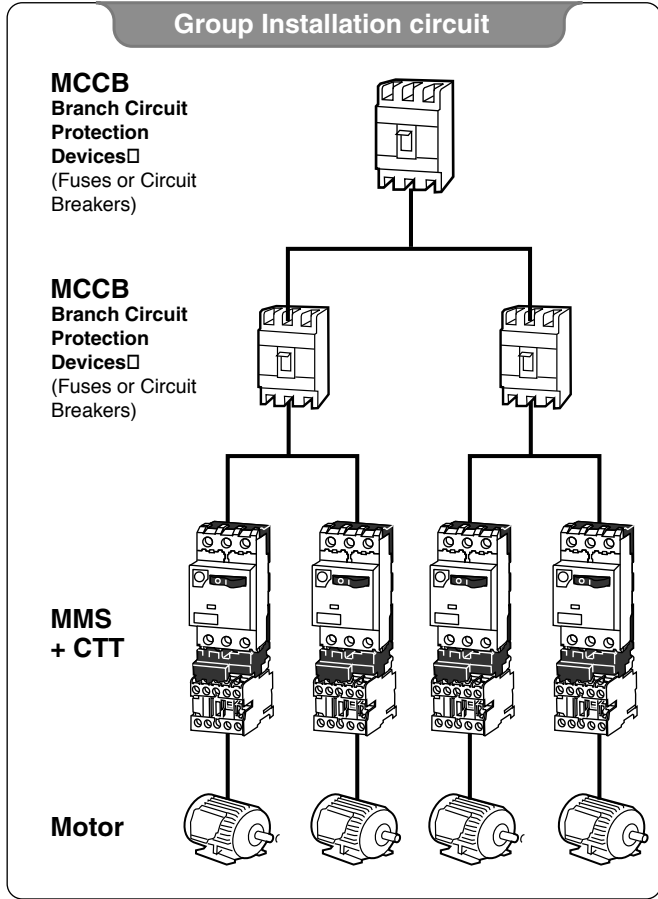 Group Installation circuit
MCCB
Branch Circuit
Protection
Devices□
(Fuses or Circuit
Breakers)
MCCB
Branch Circuit
Protection
Devices□
(Fuses or Circuit
Breakers)
MMS
+ CTT
Motor